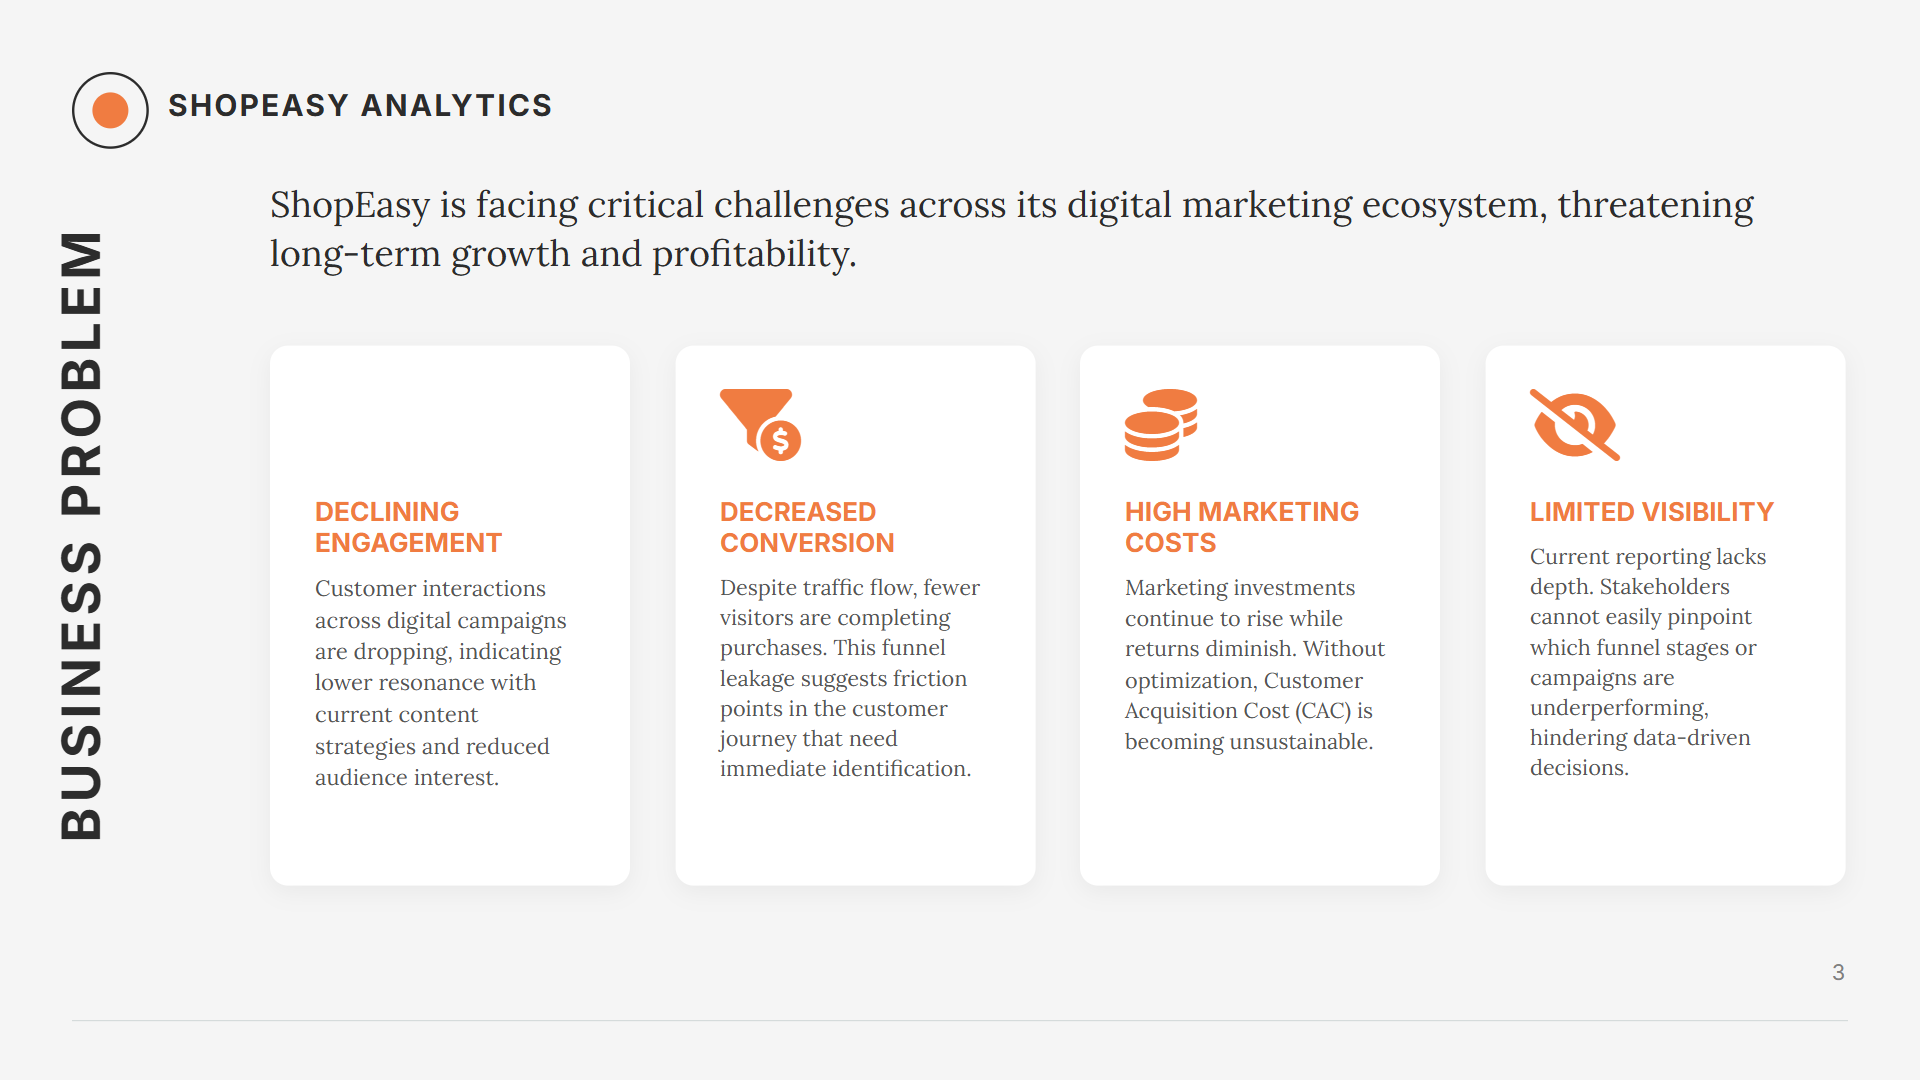 SHOPEASY ANALYTICS
BUSINESS PROBLEM
ShopEasy is facing critical challenges across its digital marketing ecosystem, threatening
long-term growth and profitability.
DECLINING
ENGAGEMENT
Customer interactions
across digital campaigns
are dropping, indicating
lower resonance with
current content
strategies and reduced
audience interest.
$
DECREASED
CONVERSION
Despite traffic flow, fewer
visitors are completing
purchases. This funnel
leakage suggests friction
points in the customer
journey that need
immediate identification.
HIGH MARKETING
COSTS
Marketing investments
continue to rise while
returns diminish. Without
optimization, Customer
Acquisition Cost (CAC) is
becoming unsustainable.
LIMITED VISIBILITY
Current reporting lacks
depth. Stakeholders
cannot easily pinpoint
which funnel stages or
campaigns are
underperforming,
hindering data-driven
decisions.
3